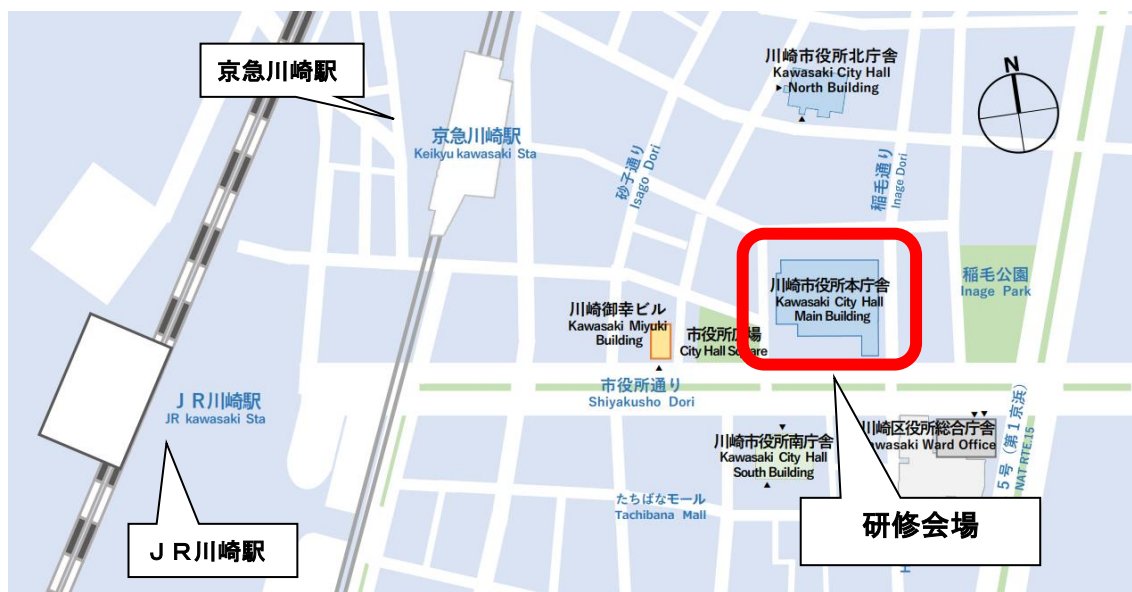 京急川崎駅
川崎市役所北庁舎
Kawasaki City Hall
North Building
N
京急川崎駅
Keikyu kawasaki Sta
砂子通り
Isago Dori
稲毛通り
Inage Dori
川崎市役所本庁舎
Kawasaki City Hall
Main Building
稲毛公園
Inage Park
川崎御幸ビル
Kawasaki Miyuki
Building
市役所広場
City Hall Square
市役所通り
Shiyakusho Dori
ＪR川崎駅
JR kawasaki Sta
川崎市役所南庁舎
Kawasaki City Hall
South Building
川崎区役所総合庁舎
Kawasaki Ward Office
5号（第1京浜）
NAT RTE.15
たちばなモール
Tachibana Mall
研修会場
ＪＲ川崎駅